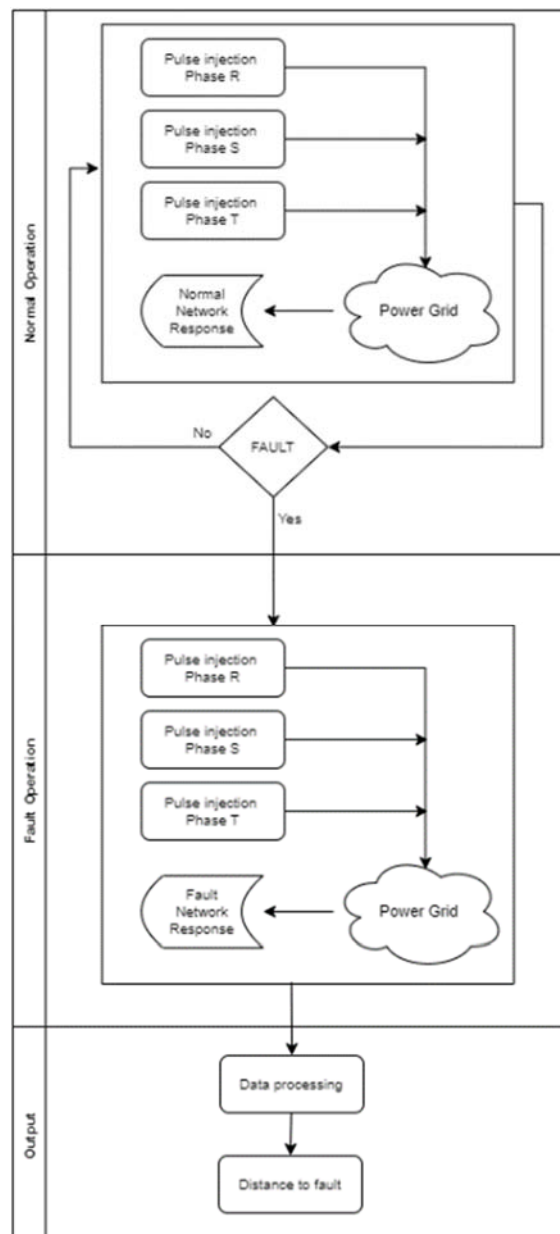 Normal Operation
Pulse injection
Phase R
Pulse injection
Phase S
Pulse injection
Phase T
Normal
Network
Response
Power Grid
No
FAULT
Yes
Fault Operation
Pulse injection
Phase R
Pulse injection
Phase S
Pulse injection
Phase T
Fault
Network
Response
Power Grid
Output
Data processing
Distance to fault